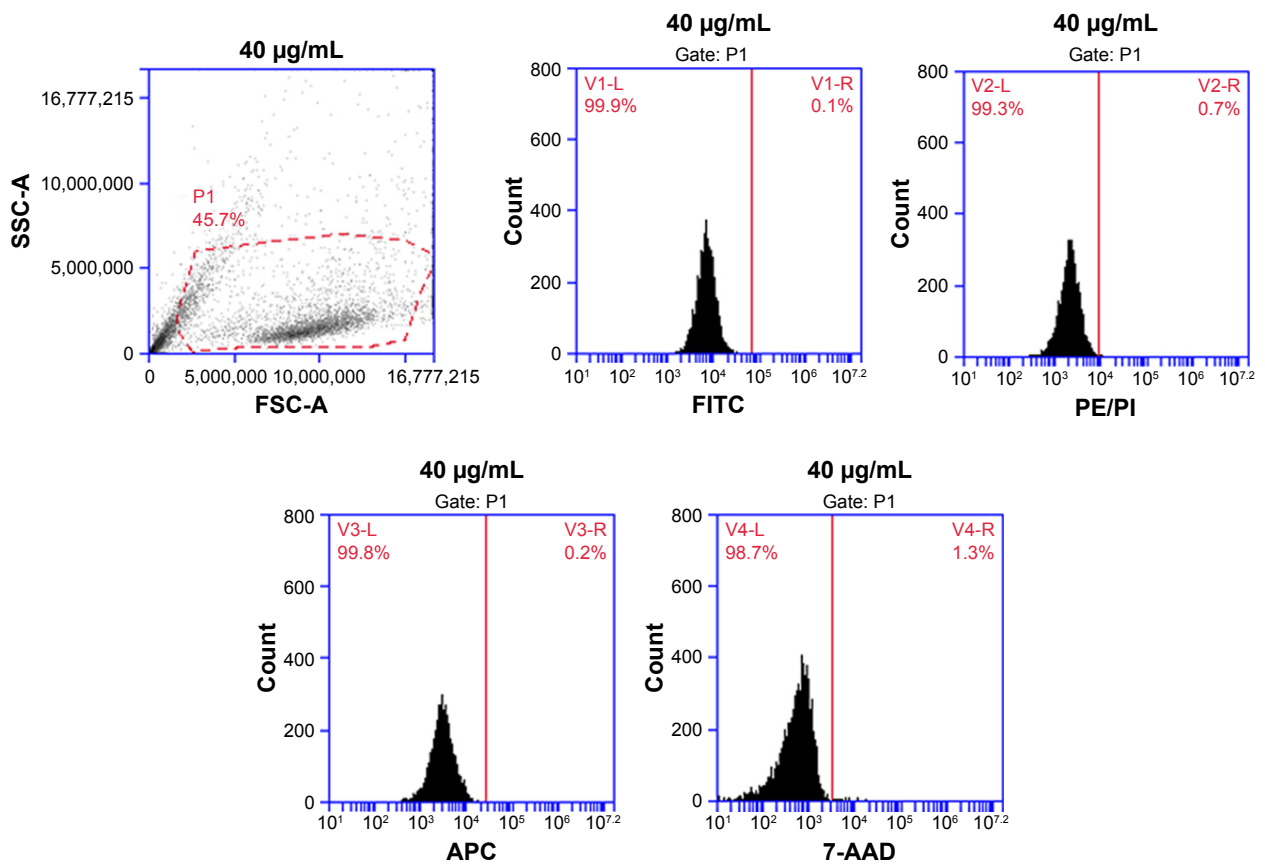 40 µg/mL
SSC-A
16,777,215
10,000,000
5,000,000
0
P1
45.7%
0 5,000,000 10,000,000 16,777,215
FSC-A
40 µg/mL
Gate: P1
Count
800
600
400
200
0
V1-L V1-R
99.9% 0.1%
10¹ 10² 10³ 10⁴ 10⁵ 10⁶ 10⁷·²
FITC
40 µg/mL
Gate: P1
Count
800
600
400
200
0
V2-L V2-R
99.3% 0.7%
10¹ 10² 10³ 10⁴ 10⁵ 10⁶ 10⁷·²
PE/PI
40 µg/mL
Gate: P1
Count
800
600
400
200
0
V3-L V3-R
99.8% 0.2%
10¹ 10² 10³ 10⁴ 10⁵ 10⁶ 10⁷·²
APC
40 µg/mL
Gate: P1
Count
800
600
400
200
0
V4-L V4-R
98.7% 1.3%
10¹ 10² 10³ 10⁴ 10⁵ 10⁶ 10⁷·²
7-AAD